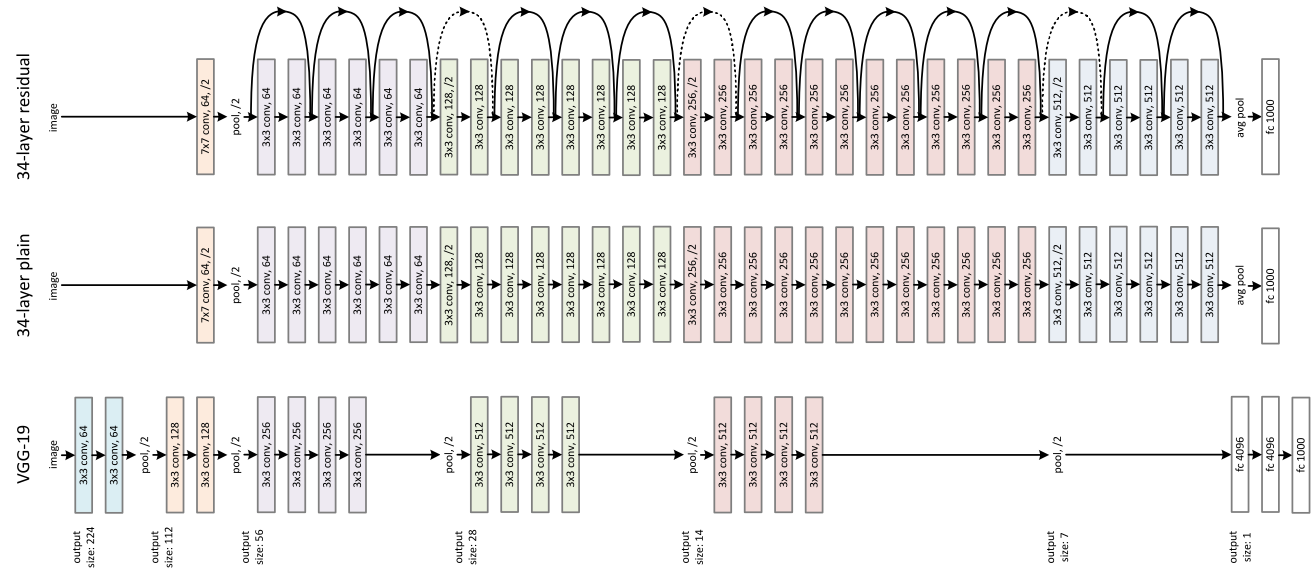 34-layer residual
image
7x7 conv, 64, /2
pool, /2
3x3 conv, 64
3x3 conv, 64
3x3 conv, 64
3x3 conv, 64
3x3 conv, 64
3x3 conv, 64
3x3 conv, 128, /2
3x3 conv, 128
3x3 conv, 128
3x3 conv, 128
3x3 conv, 128
3x3 conv, 128
3x3 conv, 128
3x3 conv, 128
3x3 conv, 256, /2
3x3 conv, 256
3x3 conv, 256
3x3 conv, 256
3x3 conv, 256
3x3 conv, 256
3x3 conv, 256
3x3 conv, 256
3x3 conv, 256
3x3 conv, 256
3x3 conv, 256
3x3 conv, 256
3x3 conv, 512, /2
3x3 conv, 512
3x3 conv, 512
3x3 conv, 512
3x3 conv, 512
3x3 conv, 512
avg pool
fc 1000
34-layer plain
image
7x7 conv, 64, /2
pool, /2
3x3 conv, 64
3x3 conv, 64
3x3 conv, 64
3x3 conv, 64
3x3 conv, 64
3x3 conv, 64
3x3 conv, 128, /2
3x3 conv, 128
3x3 conv, 128
3x3 conv, 128
3x3 conv, 128
3x3 conv, 128
3x3 conv, 128
3x3 conv, 128
3x3 conv, 256, /2
3x3 conv, 256
3x3 conv, 256
3x3 conv, 256
3x3 conv, 256
3x3 conv, 256
3x3 conv, 256
3x3 conv, 256
3x3 conv, 256
3x3 conv, 256
3x3 conv, 256
3x3 conv, 256
3x3 conv, 512, /2
3x3 conv, 512
3x3 conv, 512
3x3 conv, 512
3x3 conv, 512
3x3 conv, 512
avg pool
fc 1000
VGG-19
image
3x3 conv, 64
3x3 conv, 64
pool, /2
3x3 conv, 128
3x3 conv, 128
pool, /2
3x3 conv, 256
3x3 conv, 256
3x3 conv, 256
3x3 conv, 256
pool, /2
3x3 conv, 512
3x3 conv, 512
3x3 conv, 512
3x3 conv, 512
pool, /2
3x3 conv, 512
3x3 conv, 512
3x3 conv, 512
3x3 conv, 512
pool, /2
fc 4096
fc 4096
fc 1000
output
size: 224
output
size: 112
output
size: 56
output
size: 28
output
size: 14
output
size: 7
output
size: 1